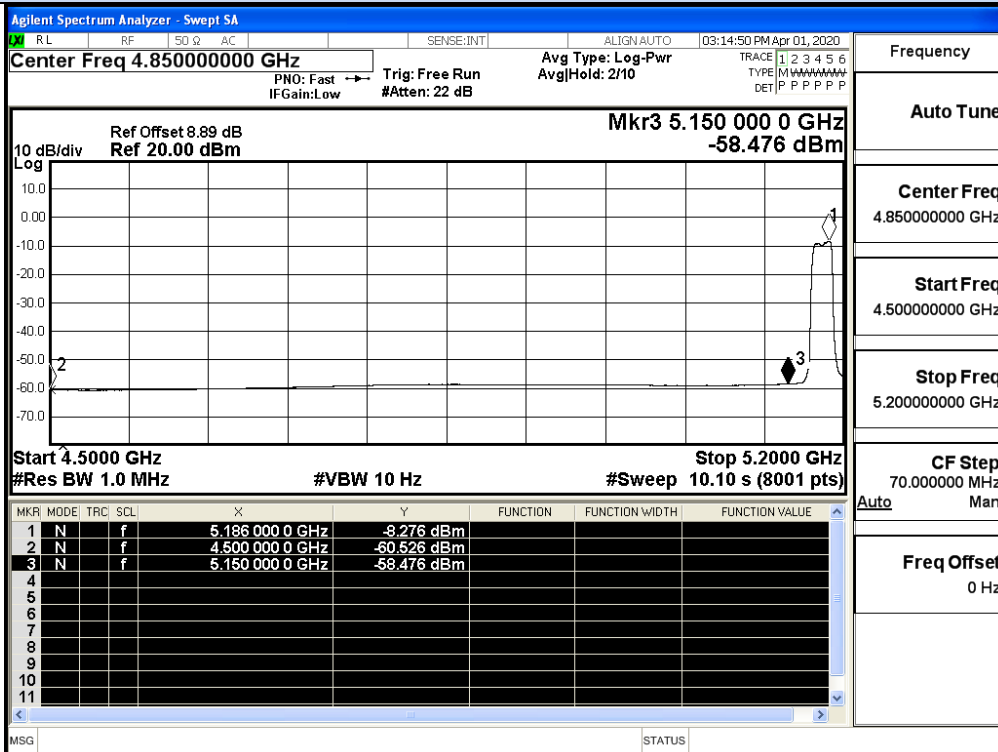 Agilent Spectrum Analyzer - Swept SA
LXI RL RF 50 Ω AC SENSE:INT ALIGN AUTO 03:14:50 PM Apr 01, 2020
Center Freq 4.850000000 GHz
PNO: Fast
IFGain:Low
Trig: Free Run
#Atten: 22 dB
Avg Type: Log-Pwr
Avg|Hold: 2/10
TRACE 1 2 3 4 5 6
TYPE M W W W W W
DET P P P P P P
Ref Offset 8.89 dB
10 dB/div Ref 20.00 dBm
Log
Mkr3 5.150 000 0 GHz
-58.476 dBm
10.0
0.00
-10.0
-20.0
-30.0
-40.0
-50.0
-60.0
-70.0
1
2
3
Start 4.5000 GHz Stop 5.2000 GHz
#Res BW 1.0 MHz #VBW 10 Hz #Sweep 10.10 s (8001 pts)
MKR MODE TRC SCL X Y FUNCTION FUNCTION WIDTH FUNCTION VALUE
1 N f 5.186 000 0 GHz -8.276 dBm
2 N f 4.500 000 0 GHz -60.526 dBm
3 N f 5.150 000 0 GHz -58.476 dBm
4
5
6
7
8
9
10
11
MSG STATUS
Frequency
Auto Tune
Center Freq
4.850000000 GHz
Start Freq
4.500000000 GHz
Stop Freq
5.200000000 GHz
CF Step
70.000000 MHz
Auto Man
Freq Offset
0 Hz